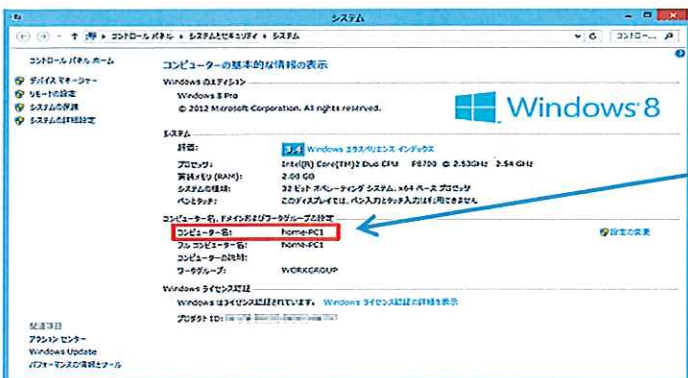 システム
コントロール パネル ▸ システムとセキュリティ ▸ システム
コントロール パネル ホーム
デバイス マネージャー
リモートの設定
システムの保護
システムの詳細設定
コンピューターの基本的な情報の表示
Windows のエディション
Windows 8 Pro
© 2012 Microsoft Corporation. All rights reserved.
Windows 8
システム
評価:
3.4 Windows エクスペリエンス インデックス
プロセッサ: Intel(R) Core(TM)2 Duo CPU P8700 @ 2.53GHz 2.54 GHz
実装メモリ (RAM): 2.00 GB
システムの種類: 32 ビット オペレーティング システム、x64 ベース プロセッサ
ペンとタッチ: このディスプレイでは、ペン入力とタッチ入力は利用できません
コンピューター名、ドメインおよびワークグループの設定
コンピューター名: home-PC1
設定の変更
フル コンピューター名: home-PC1
コンピューターの説明:
ワークグループ: WORKGROUP
Windows ライセンス認証
Windows はライセンス認証されています。 Windows ライセンス認証の詳細を表示
プロダクト ID:
関連項目
アクション センター
Windows Update
パフォーマンスの情報とツール